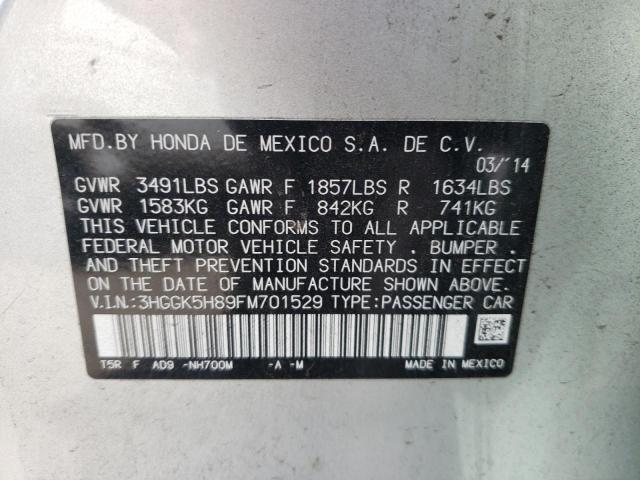 MFD.BY HONDA DE MEXICO S.A. DE C.V.
03/14
GVWR 3491LBS GAWR F 1857LBS R 1634LBS
GVWR 1583KG GAWR F 842KG R 741KG
THIS VEHICLE CONFORMS TO ALL APPLICABLE
FEDERAL MOTOR VEHICLE SAFETY . BUMPER .
AND THEFT PREVENTION STANDARDS IN EFFECT
ON THE DATE OF MANUFACTURE SHOWN ABOVE.
V.I.N:3HGGK5H89FM701529 TYPE:PASSENGER CAR
T5R F AD9 -NH700M -A -M MADE IN MEXICO